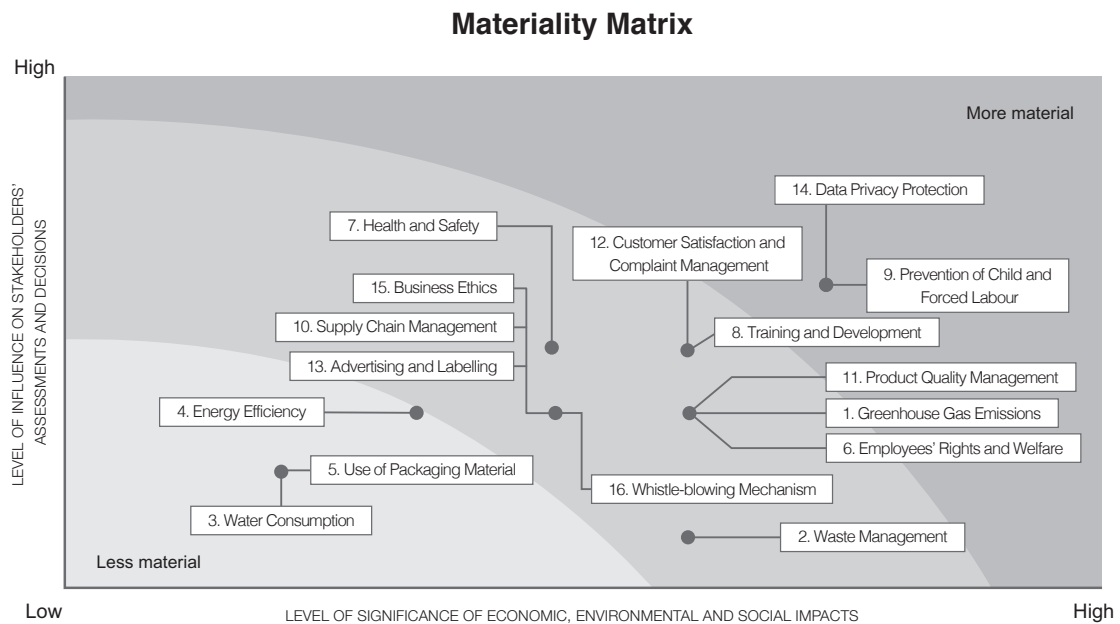 Materiality Matrix
High
More material
14. Data Privacy Protection
7. Health and Safety
12. Customer Satisfaction and
Complaint Management
9. Prevention of Child and
Forced Labour
15. Business Ethics
10. Supply Chain Management
8. Training and Development
13. Advertising and Labelling
11. Product Quality Management
4. Energy Efficiency
1. Greenhouse Gas Emissions
6. Employees' Rights and Welfare
5. Use of Packaging Material
16. Whistle-blowing Mechanism
3. Water Consumption
2. Waste Management
Less material
LEVEL OF INFLUENCE ON STAKEHOLDERS'
ASSESSMENTS AND DECISIONS
Low
LEVEL OF SIGNIFICANCE OF ECONOMIC, ENVIRONMENTAL AND SOCIAL IMPACTS
High